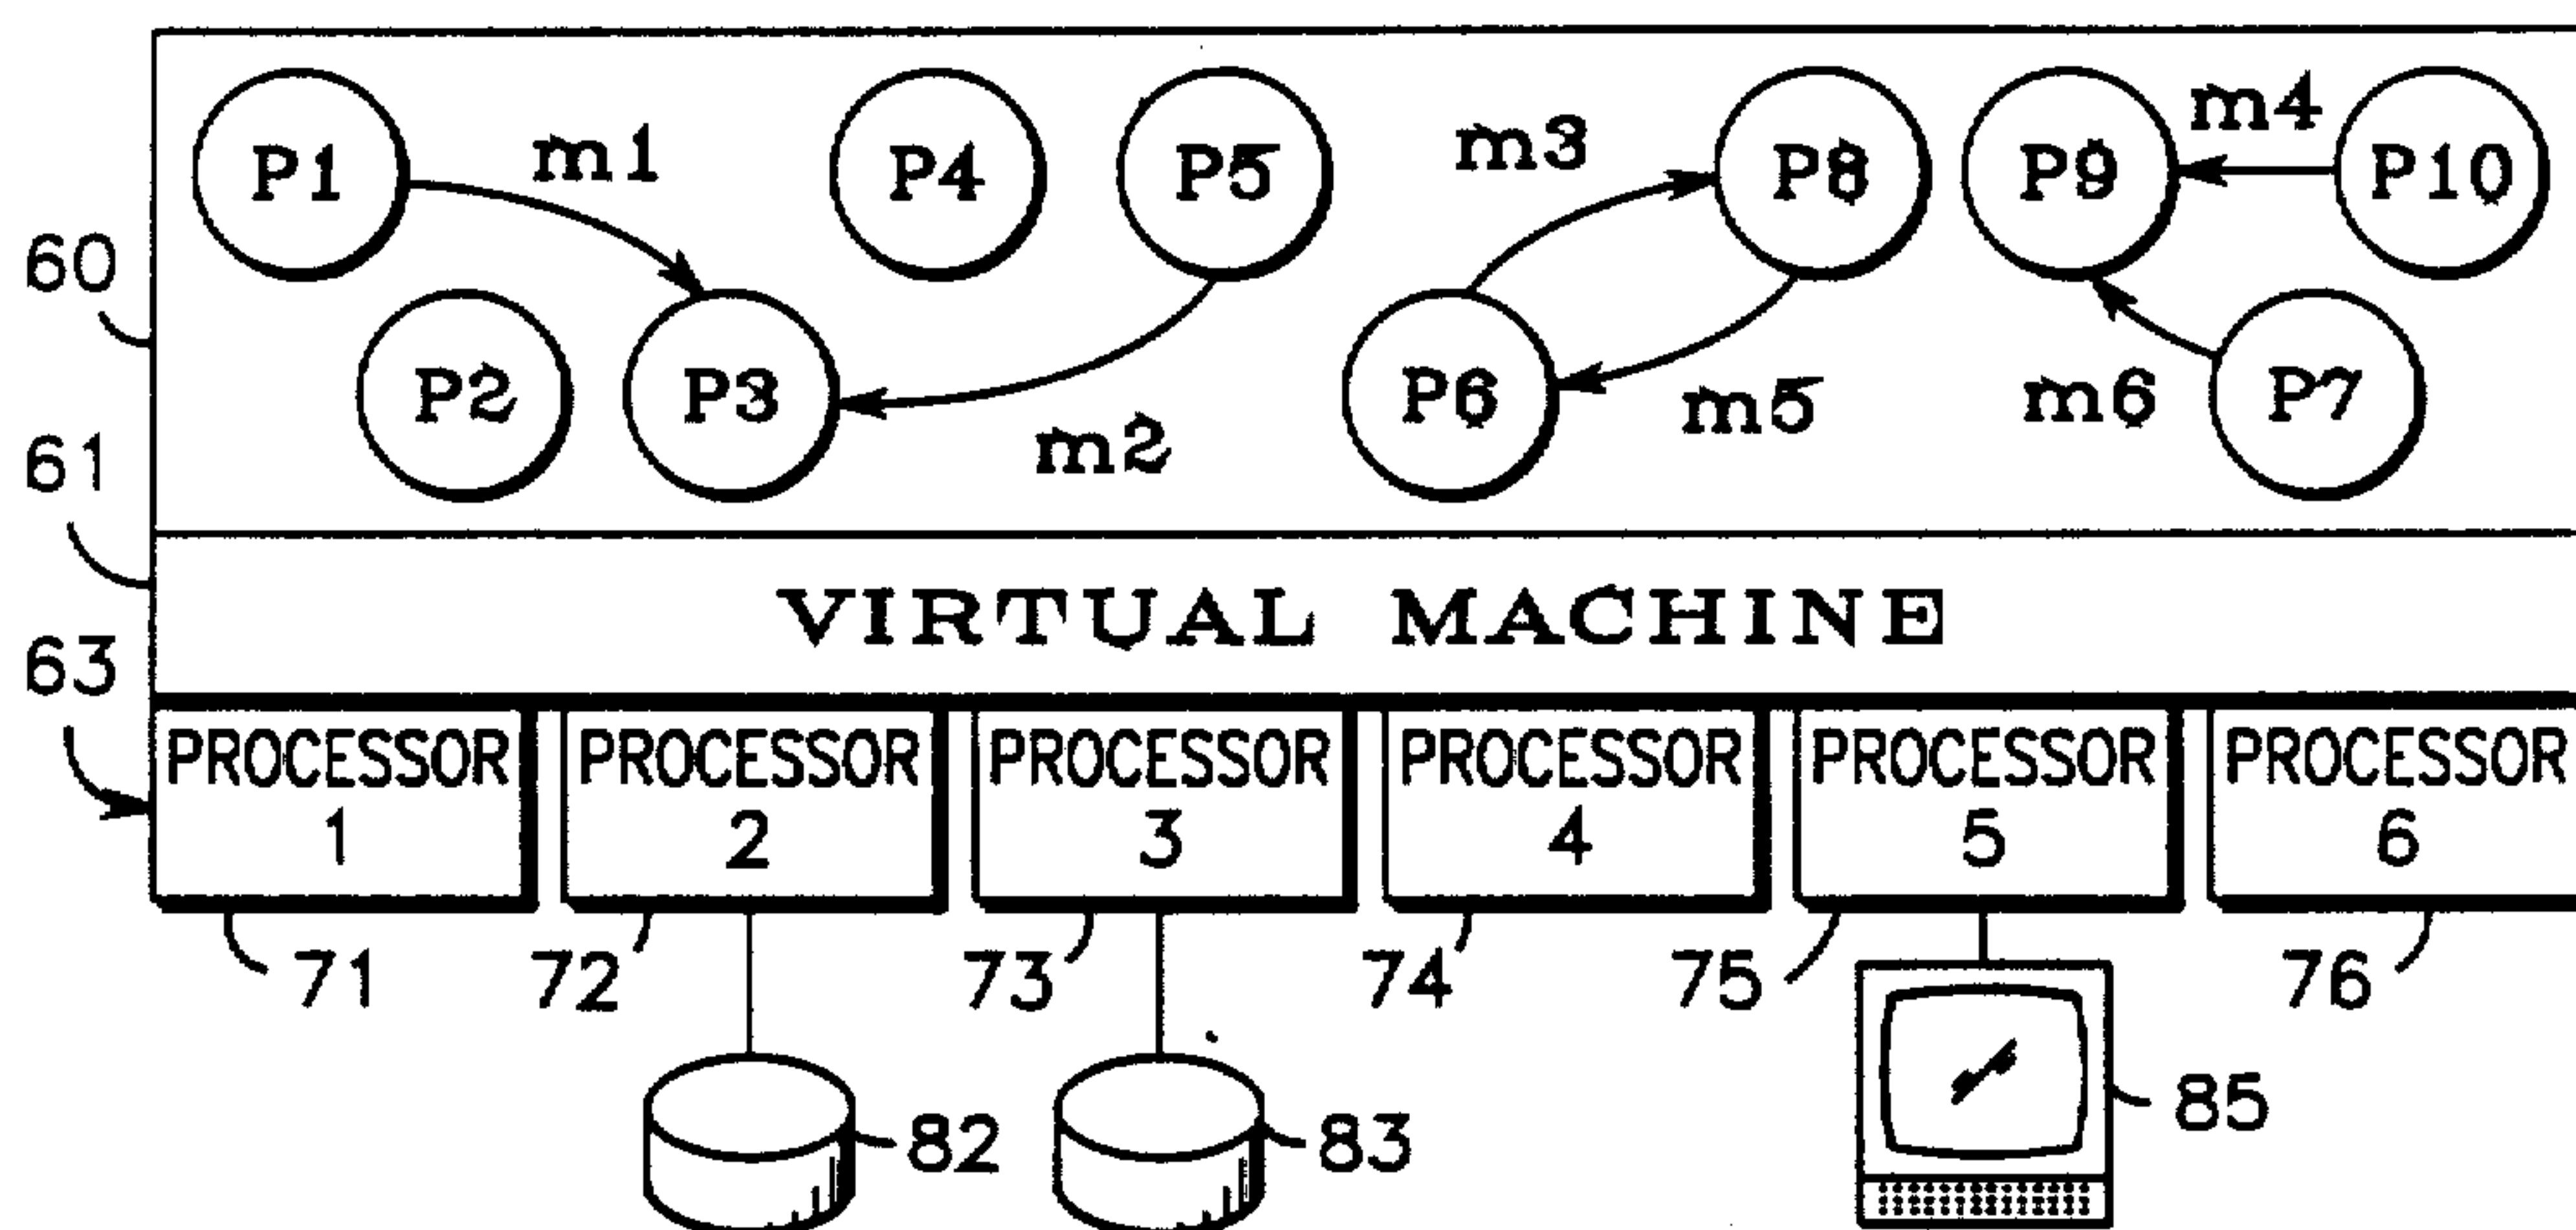 P1 m1 P4 P5 m3 P8 P9 m4 P10
60
P2 P3 m2 P6 m5 m6 P7
61
VIRTUAL MACHINE
63
PROCESSOR 1
PROCESSOR 2
PROCESSOR 3
PROCESSOR 4
PROCESSOR 5
PROCESSOR 6
71 72 73 74 75 76
82 83 85